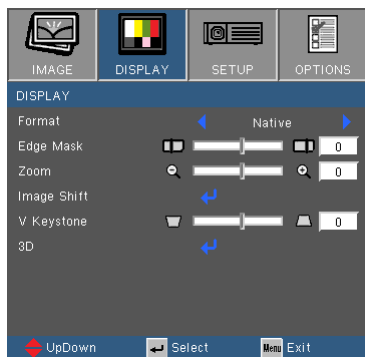 IMAGE DISPLAY SETUP OPTIONS
DISPLAY
Format Native
Edge Mask 0
Zoom 0
Image Shift
V Keystone 0
3D
UpDown Select Menu Exit